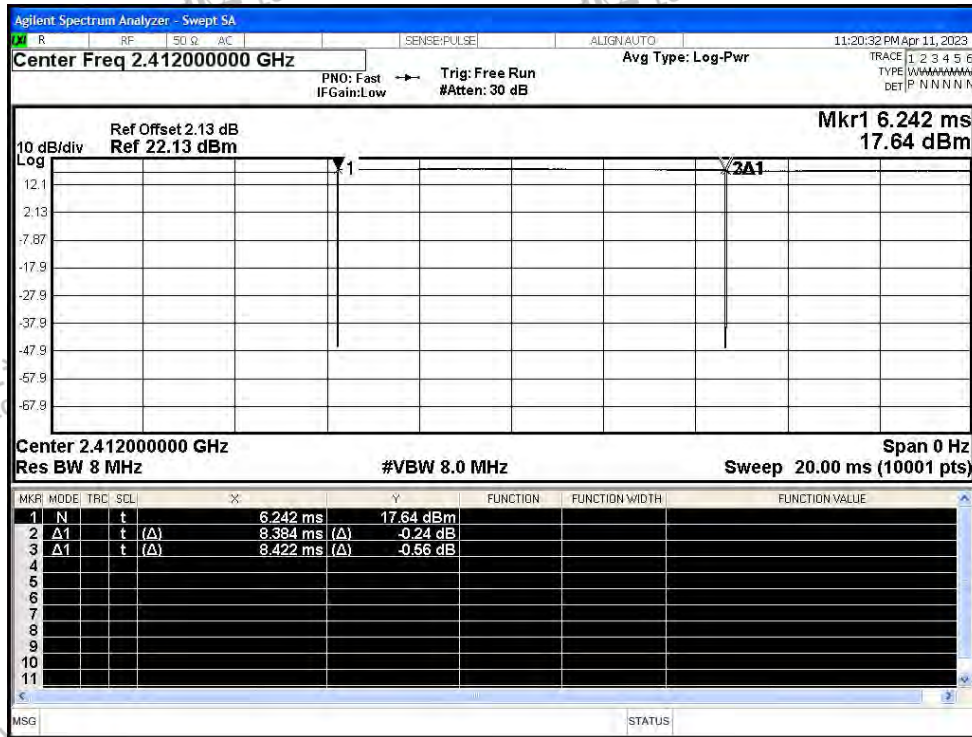 Agilent Spectrum Analyzer - Swept SA
LXI R RF 50 Ω AC SENSE:PULSE ALIGN AUTO 11:20:32 PM Apr 11, 2023
Center Freq 2.412000000 GHz Avg Type: Log-Pwr TRACE 1 2 3 4 5 6
PNO: Fast Trig: Free Run TYPE WWWWWW
IFGain:Low #Atten: 30 dB DET P N N N N N
Mkr1 6.242 ms
Ref Offset 2.13 dB
10 dB/div Ref 22.13 dBm 17.64 dBm
Log
1 3Δ1
12.1
2.13
-7.87
-17.9
-27.9
-37.9
-47.9
-57.9
-67.9
Center 2.412000000 GHz Span 0 Hz
Res BW 8 MHz #VBW 8.0 MHz Sweep 20.00 ms (10001 pts)
MKR MODE TRC SCL X Y FUNCTION FUNCTION WIDTH FUNCTION VALUE
1 N t 6.242 ms 17.64 dBm
2 Δ1 t (Δ) 8.384 ms (Δ) -0.24 dB
3 Δ1 t (Δ) 8.422 ms (Δ) -0.56 dB
4
5
6
7
8
9
10
11
MSG STATUS